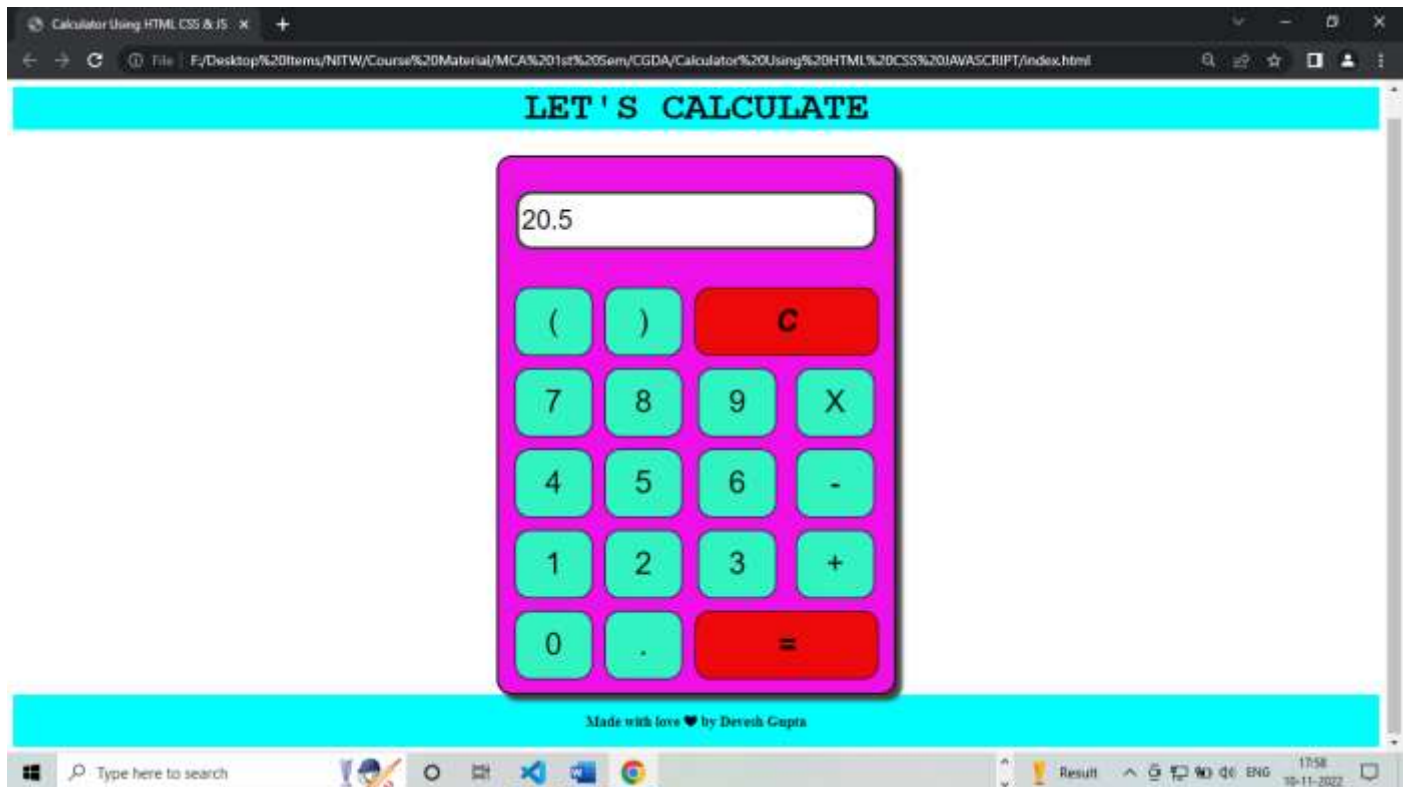 Calculator Using HTML CSS & JS
File F:/Desktop%20Items/NITW/Course%20Material/MCA%201st%20Sem/CGDA/Calculator%20Using%20HTML%20CSS%20JAVASCRIPT/index.html
LET'S CALCULATE
20.5
( ) C
7 8 9 X
4 5 6 -
1 2 3 +
0 . =
Made with love by Devesh Gupta
Type here to search
Result
ENG
17:58
10-11-2022